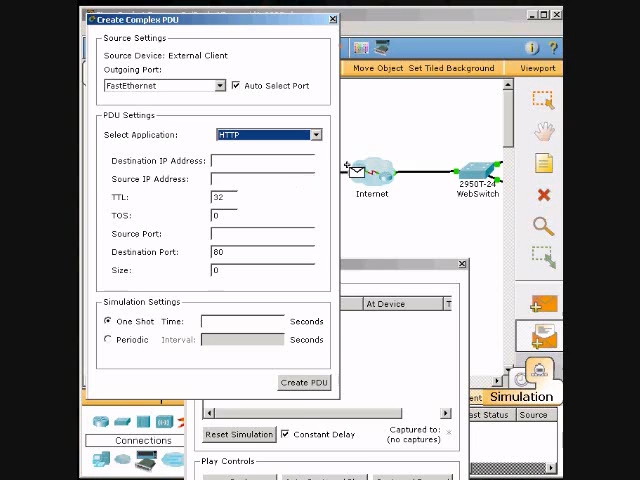 Create Complex PDU
Source Settings
Source Device: External Client
Outgoing Port:
FastEthernet
Auto Select Port
PDU Settings
Select Application:
HTTP
Destination IP Address:
Source IP Address:
TTL:
32
TOS:
0
Source Port:
Destination Port:
80
Size:
0
Simulation Settings
One Shot Time:
Seconds
Periodic Interval:
Seconds
Create PDU
Move Object Set Tiled Background Viewport
Internet
2950T-24
WebSwitch
At Device
T
Simulation
Status
Source
Connections
Reset Simulation
Constant Delay
Captured to:
(no captures)
Play Controls